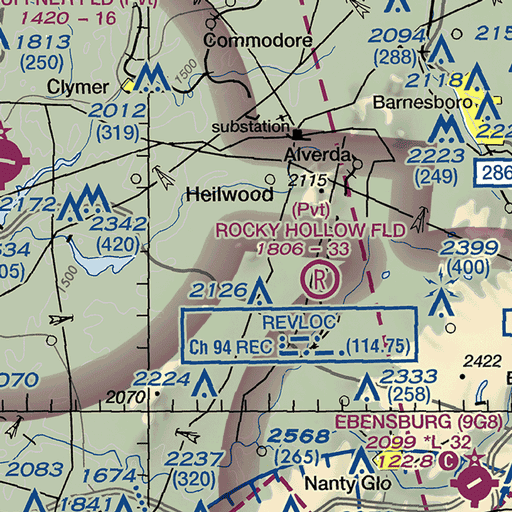 1420 - 16
1813
(250)
Commodore
1500
2094
(288)
215
Clymer
2118
2012
(319)
Barnesboro
substation
222
Alverda
2223
(249)
286
2115
Heilwood
2172
2342
(420)
(Pvt)
ROCKY HOLLOW FLD
1806 - 33
2399
(400)
534
05)
1500
R
2126
REVLOC
Ch 94 REC (114.75)
2422
2070
2224
2070
2333
(258)
EBENSBURG (9G8)
2099 *L 32
122.8 C
2568
(265)
2083
1674
2237
(320)
Nanty Glo
1841